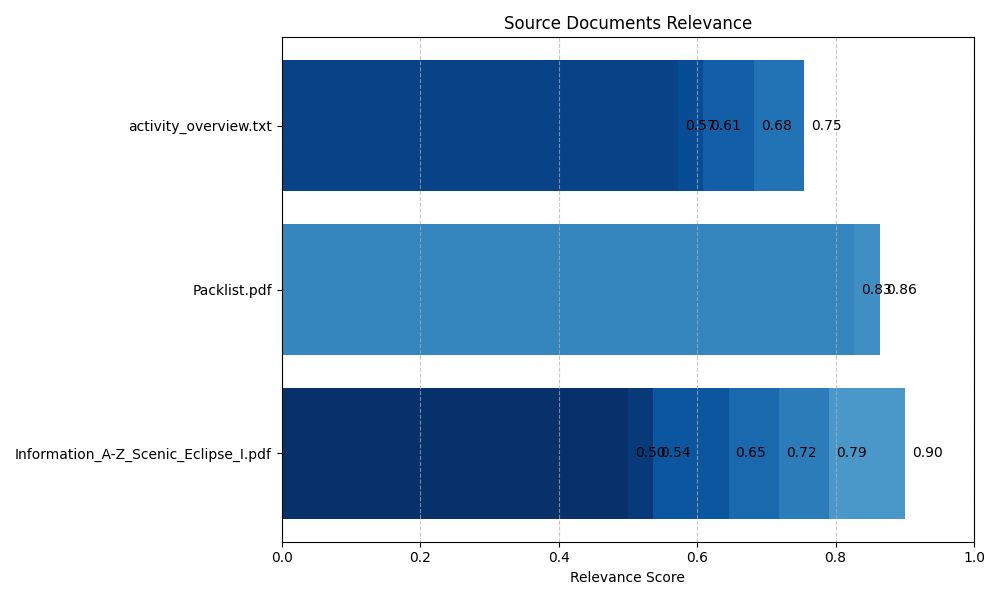 Source Documents Relevance
activity_overview.txt
0.57 0.61 0.68 0.75
Packlist.pdf
0.83 0.86
Information_A-Z_Scenic_Eclipse_I.pdf
0.50 0.54 0.65 0.72 0.79 0.90
0.0 0.2 0.4 0.6 0.8 1.0
Relevance Score